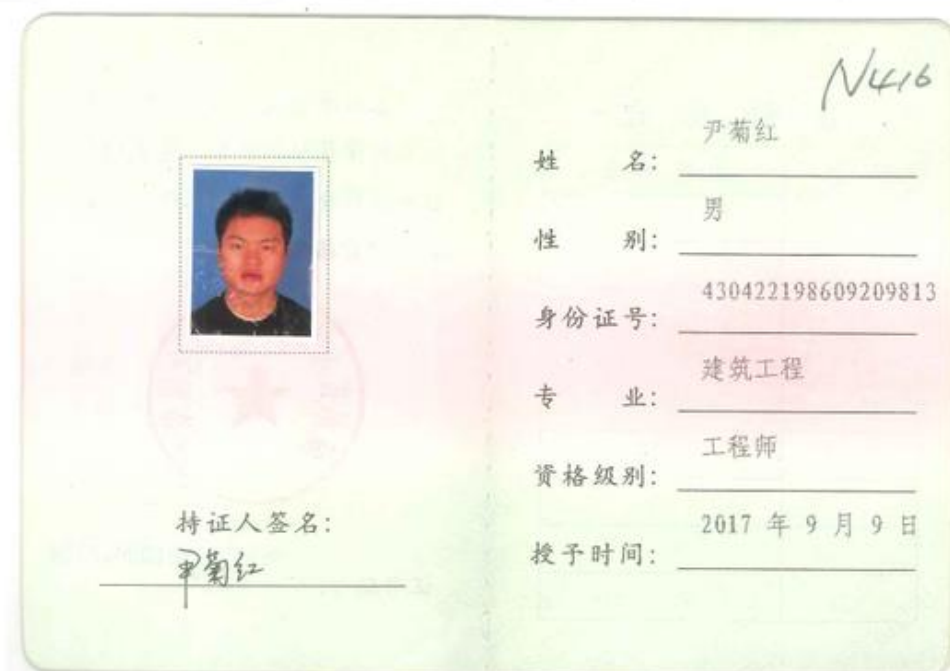 N416
姓 名: 尹菊红
性 别: 男
身份证号: 430422198609209813
专 业: 建筑工程
资格级别: 工程师
授予时间: 2017 年 9 月 9 日
持证人签名:
尹菊红